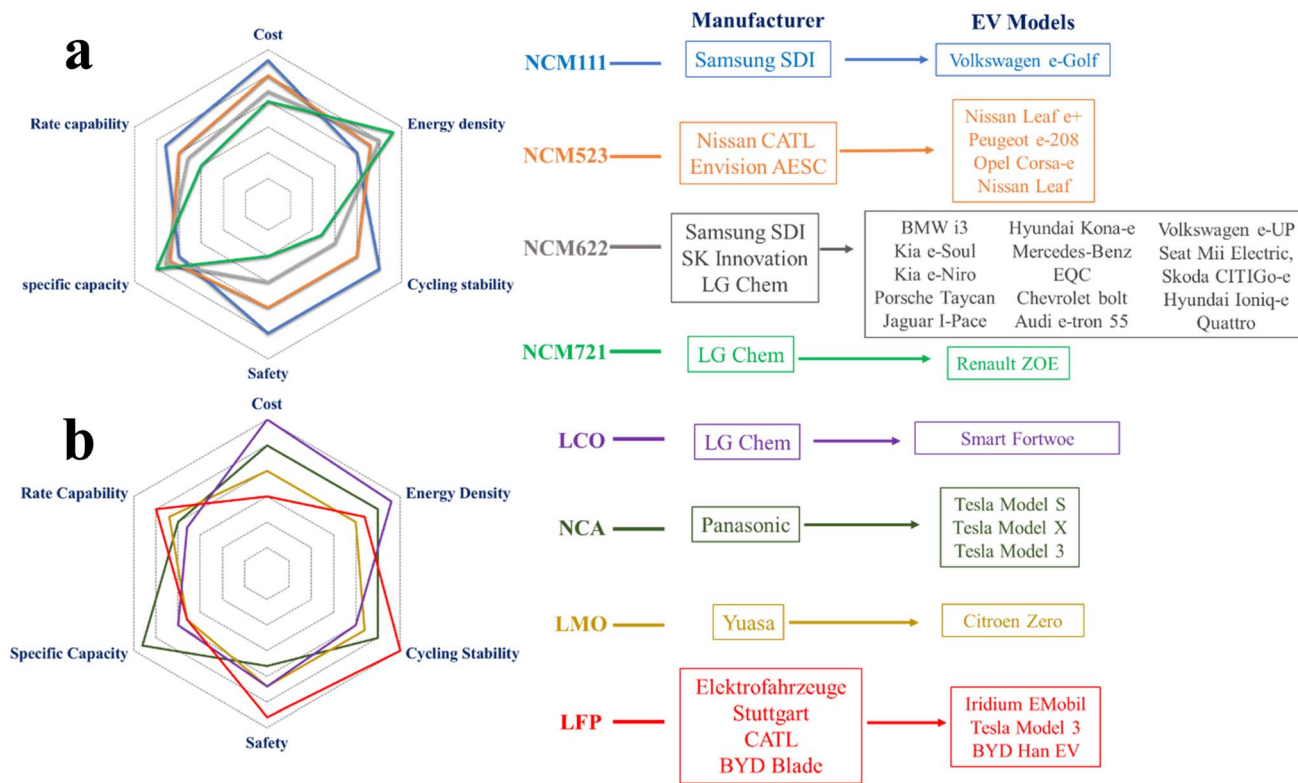 a
Cost
Rate capability
Energy density
specific capacity
Cycling stability
Safety
Manufacturer
EV Models
NCM111
Samsung SDI
Volkswagen e-Golf
NCM523
Nissan CATL
Envision AESC
Nissan Leaf e+
Peugeot e-208
Opel Corsa-e
Nissan Leaf
NCM622
Samsung SDI
SK Innovation
LG Chem
BMW i3
Kia e-Soul
Kia e-Niro
Porsche Taycan
Jaguar I-Pace
Hyundai Kona-e
Mercedes-Benz
EQC
Chevrolet bolt
Audi e-tron 55
Volkswagen e-UP
Seat Mii Electric,
Skoda CITIGo-e
Hyundai Ioniq-e
Quattro
NCM721
LG Chem
Renault ZOE
b
Cost
Rate Capability
Energy Density
Specific Capacity
Cycling Stability
Safety
LCO
LG Chem
Smart Fortwoe
NCA
Panasonic
Tesla Model S
Tesla Model X
Tesla Model 3
LMO
Yuasa
Citroen Zero
LFP
Elektrofahrzeuge
Stuttgart
CATL
BYD Blade
Iridium EMobil
Tesla Model 3
BYD Han EV